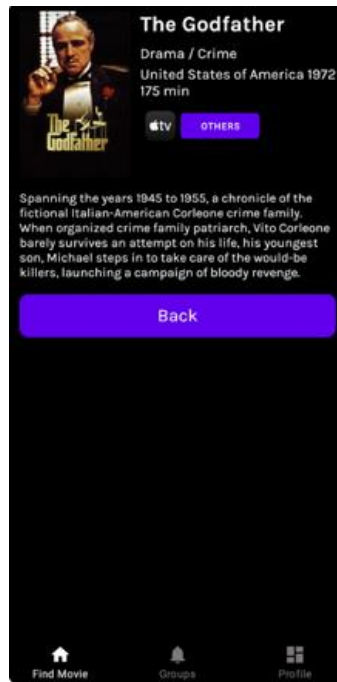 The Godfather
Drama / Crime
United States of America 1972
175 min
tv
OTHERS
The
Godfather
Spanning the years 1945 to 1955, a chronicle of the
fictional Italian-American Corleone crime family.
When organized crime family patriarch, Vito Corleone
barely survives an attempt on his life, his youngest
son, Michael steps in to take care of the would-be
killers, launching a campaign of bloody revenge.
Back
Find Movie
Groups
Profile